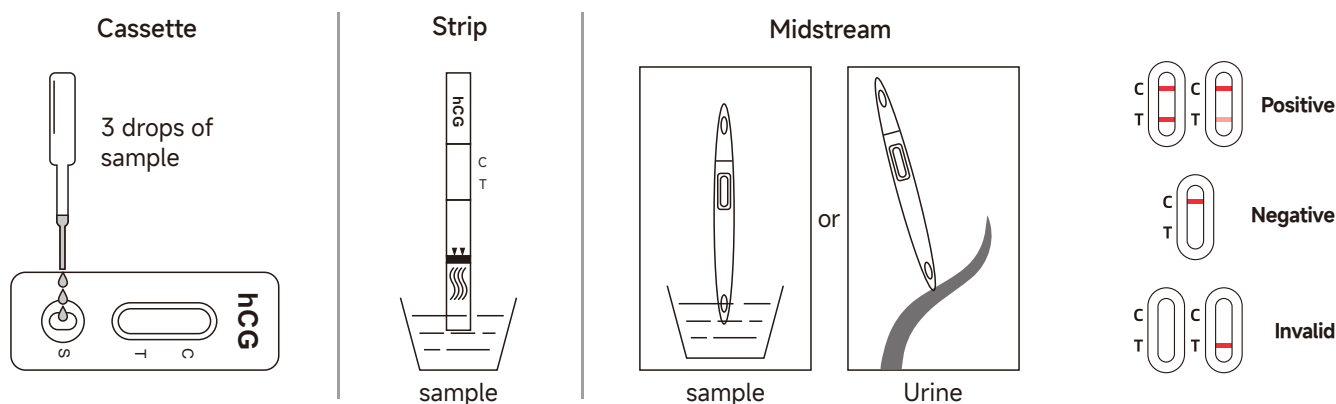 Cassette
3 drops of
sample
hCG
S
T
C
Strip
hCG
C
T
sample
Midstream
or
sample
Urine
C
T
C
T
Positive
C
T
Negative
C
T
C
T
Invalid